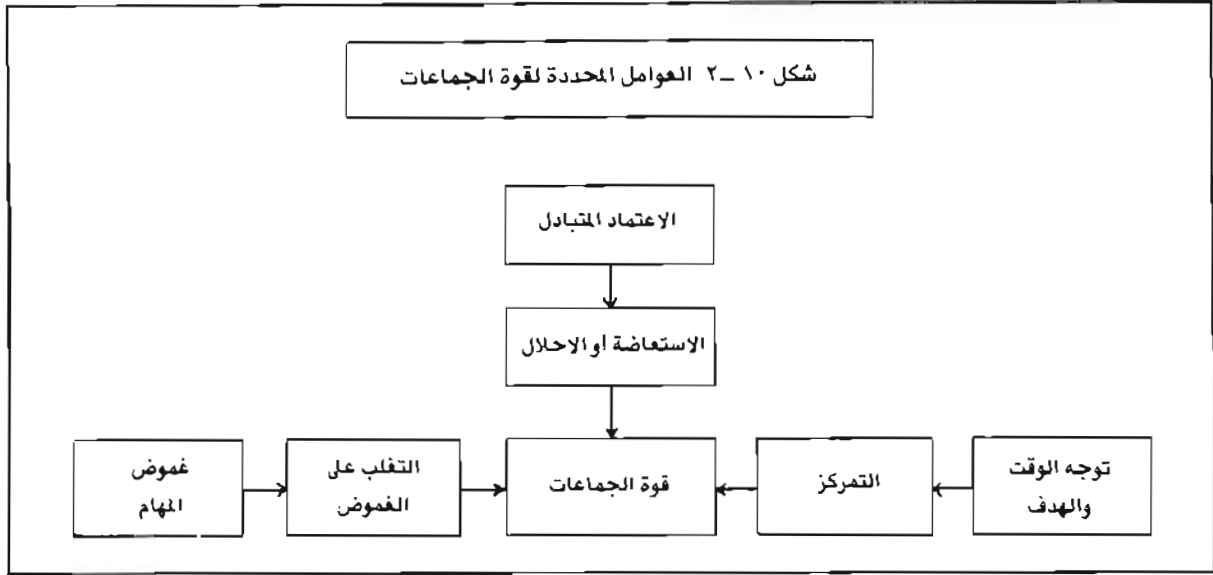 شكل ١٠ – ٢ العوامل المحددة لقوة الجماعات
الاعتماد المتبادل
الاستعاضة أو الاحلال
غموض
المهام
التغلب على
الغموض
قوة الجماعات
التمركز
توجه الوقت
والهدف